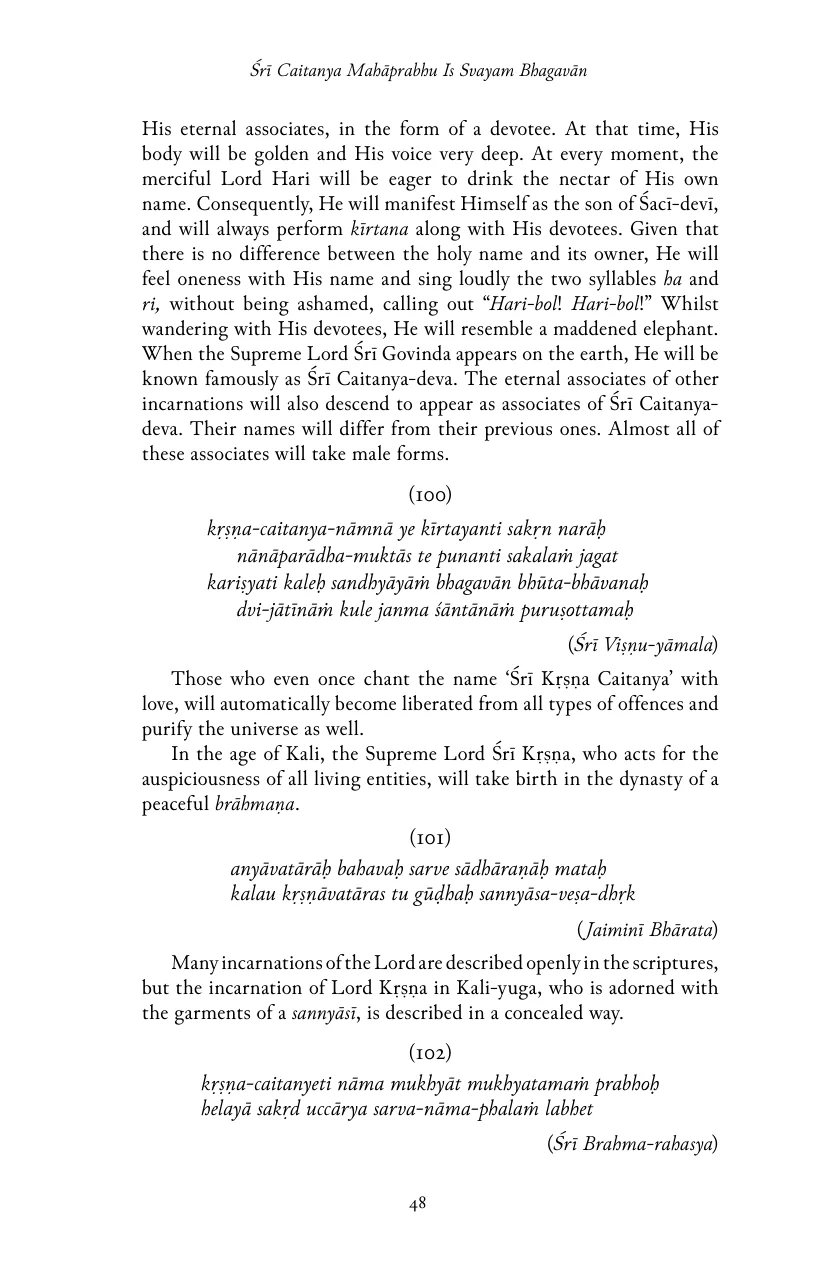 Śrī Caitanya Mahāprabhu Is Svayam Bhagavān
His eternal associates, in the form of a devotee. At that time, His
body will be golden and His voice very deep. At every moment, the
merciful Lord Hari will be eager to drink the nectar of His own
name. Consequently, He will manifest Himself as the son of Śacī-devī,
and will always perform kīrtana along with His devotees. Given that
there is no difference between the holy name and its owner, He will
feel oneness with His name and sing loudly the two syllables ha and
ri, without being ashamed, calling out “Hari-bol! Hari-bol!” Whilst
wandering with His devotees, He will resemble a maddened elephant.
When the Supreme Lord Śrī Govinda appears on the earth, He will be
known famously as Śrī Caitanya-deva. The eternal associates of other
incarnations will also descend to appear as associates of Śrī Caitanya-
deva. Their names will differ from their previous ones. Almost all of
these associates will take male forms.
(100)
kṛṣṇa-caitanya-nāmnā ye kīrtayanti sakṛn narāḥ
nānāparādha-muktās te punanti sakalaṁ jagat
kariṣyati kaleḥ sandhyāyāṁ bhagavān bhūta-bhāvanaḥ
dvi-jātīnāṁ kule janma śāntānāṁ puruṣottamaḥ
(Śrī Viṣṇu-yāmala)
Those who even once chant the name ‘Śrī Kṛṣṇa Caitanya’ with
love, will automatically become liberated from all types of offences and
purify the universe as well.
In the age of Kali, the Supreme Lord Śrī Kṛṣṇa, who acts for the
auspiciousness of all living entities, will take birth in the dynasty of a
peaceful brāhmaṇa.
(101)
anyāvatārāḥ bahavaḥ sarve sādhāraṇāḥ mataḥ
kalau kṛṣṇāvatāras tu gūḍhaḥ sannyāsa-veṣa-dhṛk
(Jaiminī Bhārata)
Many incarnations of the Lord are described openly in the scriptures,
but the incarnation of Lord Kṛṣṇa in Kali-yuga, who is adorned with
the garments of a sannyāsī, is described in a concealed way.
(102)
kṛṣṇa-caitanyeti nāma mukhyāt mukhyatamaṁ prabhoḥ
helayā sakṛd uccārya sarva-nāma-phalaṁ labhet
(Śrī Brahma-rahasya)
48